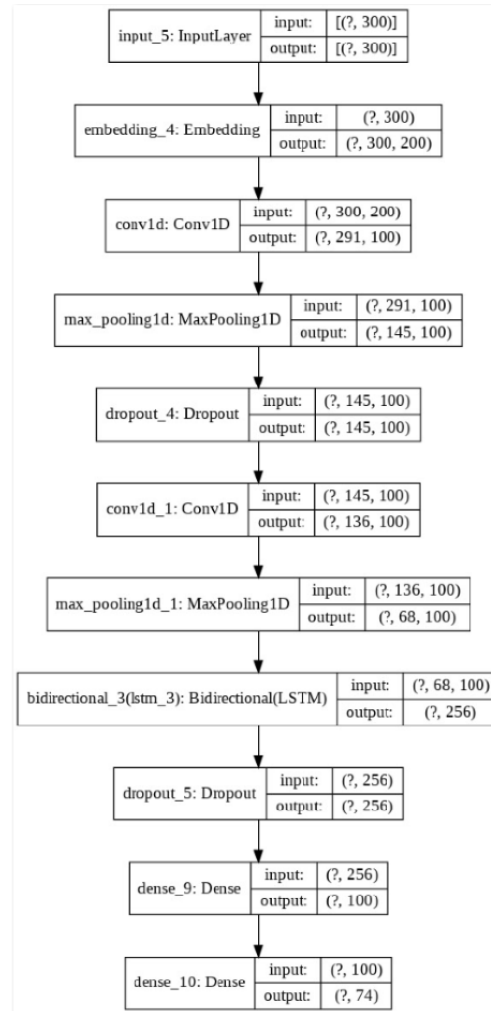 input_5: InputLayer
input: [(?, 300)]
output: [(?, 300)]
embedding_4: Embedding
input: (?, 300)
output: (?, 300, 200)
conv1d: Conv1D
input: (?, 300, 200)
output: (?, 291, 100)
max_pooling1d: MaxPooling1D
input: (?, 291, 100)
output: (?, 145, 100)
dropout_4: Dropout
input: (?, 145, 100)
output: (?, 145, 100)
conv1d_1: Conv1D
input: (?, 145, 100)
output: (?, 136, 100)
max_pooling1d_1: MaxPooling1D
input: (?, 136, 100)
output: (?, 68, 100)
bidirectional_3(lstm_3): Bidirectional(LSTM)
input: (?, 68, 100)
output: (?, 256)
dropout_5: Dropout
input: (?, 256)
output: (?, 256)
dense_9: Dense
input: (?, 256)
output: (?, 100)
dense_10: Dense
input: (?, 100)
output: (?, 74)